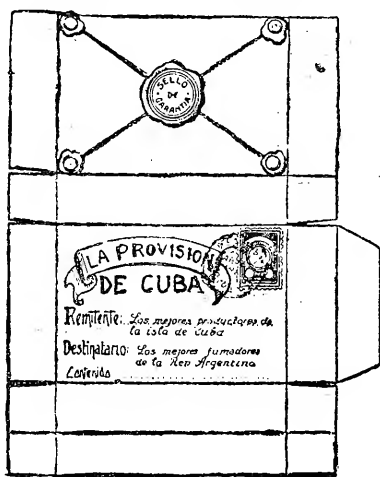 SELLO
DE
GARANTIA
LA PROVISION
DE CUBA
Remitente: Los mejores productores de
la isla de Cuba
Destinatario: Los mejores fumadores
de la Rep Argentina
Contenido